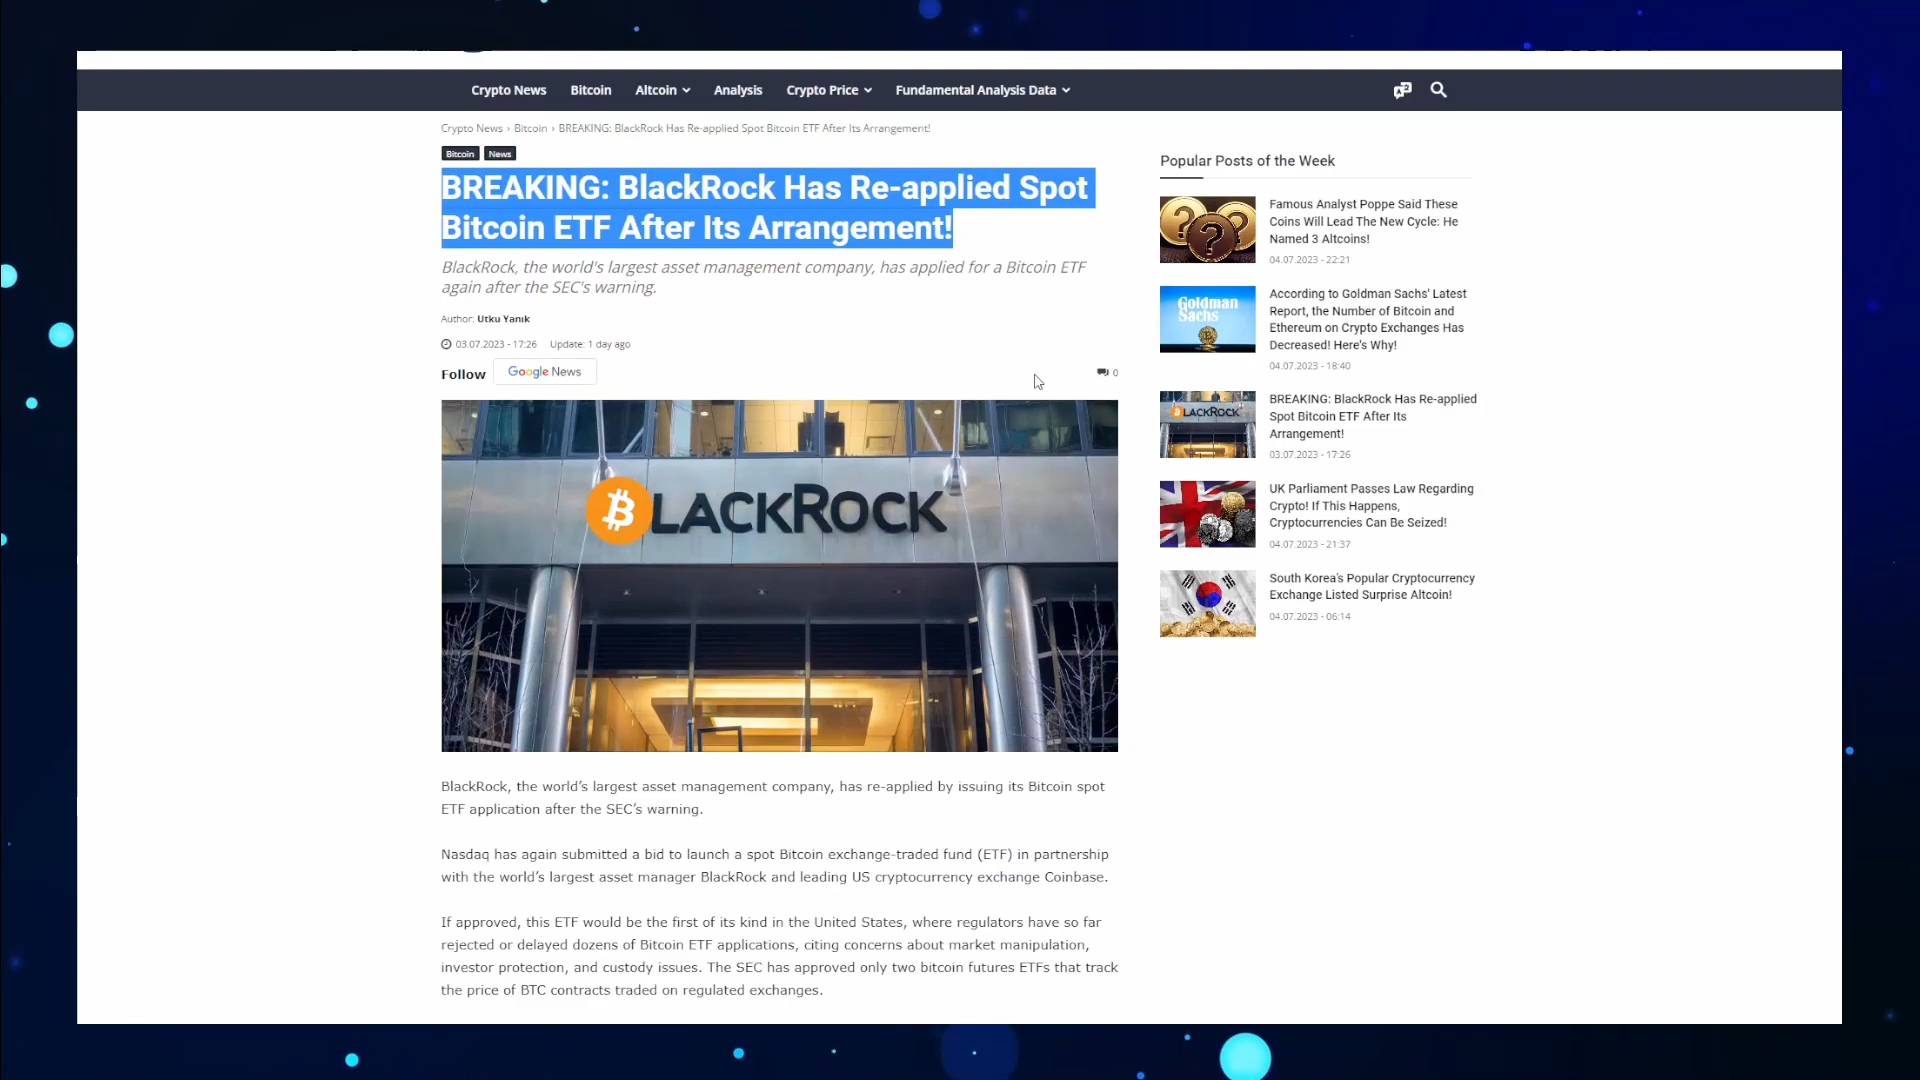 Crypto News Bitcoin Altcoin Analysis Crypto Price Fundamental Analysis Data
Crypto News › Bitcoin › BREAKING: BlackRock Has Re-applied Spot Bitcoin ETF After Its Arrangement!
Bitcoin News
BREAKING: BlackRock Has Re-applied Spot
Bitcoin ETF After Its Arrangement!
BlackRock, the world's largest asset management company, has applied for a Bitcoin ETF
again after the SEC's warning.
Author: Utku Yanık
03.07.2023 - 17:26 Update: 1 day ago
Follow Google News
0
LACKROCK
BlackRock, the world’s largest asset management company, has re-applied by issuing its Bitcoin spot
ETF application after the SEC’s warning.
Nasdaq has again submitted a bid to launch a spot Bitcoin exchange-traded fund (ETF) in partnership
with the world’s largest asset manager BlackRock and leading US cryptocurrency exchange Coinbase.
If approved, this ETF would be the first of its kind in the United States, where regulators have so far
rejected or delayed dozens of Bitcoin ETF applications, citing concerns about market manipulation,
investor protection, and custody issues. The SEC has approved only two bitcoin futures ETFs that track
the price of BTC contracts traded on regulated exchanges.
Popular Posts of the Week
Famous Analyst Poppe Said These
Coins Will Lead The New Cycle: He
Named 3 Altcoins!
04.07.2023 - 22:21
Goldman
Sachs
According to Goldman Sachs' Latest
Report, the Number of Bitcoin and
Ethereum on Crypto Exchanges Has
Decreased! Here's Why!
04.07.2023 - 18:40
LACKROCK
BREAKING: BlackRock Has Re-applied
Spot Bitcoin ETF After Its
Arrangement!
03.07.2023 - 17:26
UK Parliament Passes Law Regarding
Crypto! If This Happens,
Cryptocurrencies Can Be Seized!
04.07.2023 - 21:37
South Korea's Popular Cryptocurrency
Exchange Listed Surprise Altcoin!
04.07.2023 - 06:14